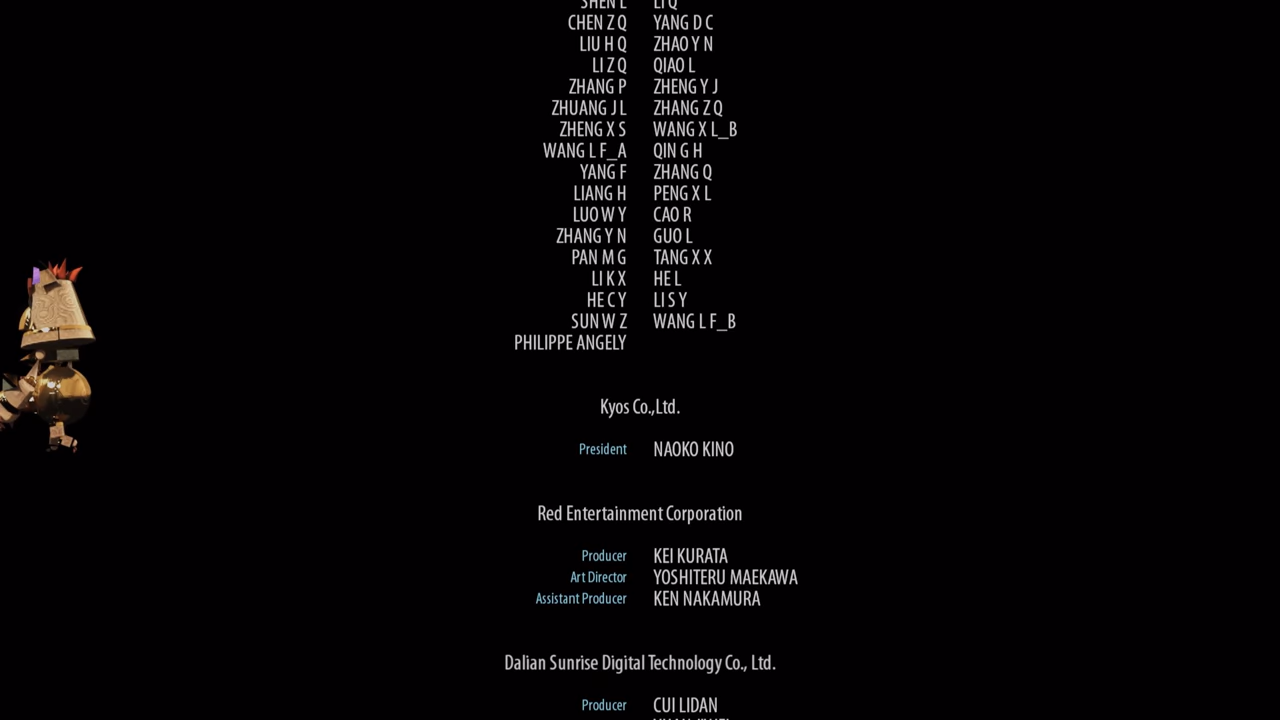 SHEN L LI Q
CHEN Z Q YANG D C
LIU H Q ZHAO Y N
LI Z Q QIAO L
ZHANG P ZHENG Y J
ZHUANG J L ZHANG Z Q
ZHENG X S WANG X L_B
WANG L F_A QIN G H
YANG F ZHANG Q
LIANG H PENG X L
LUO W Y CAO R
ZHANG Y N GUO L
PAN M G TANG X X
LI K X HE L
HE C Y LI S Y
SUN W Z WANG L F_B
PHILIPPE ANGELY
Kyos Co.,Ltd.
President NAOKO KINO
Red Entertainment Corporation
Producer KEI KURATA
Art Director YOSHITERU MAEKAWA
Assistant Producer KEN NAKAMURA
Dalian Sunrise Digital Technology Co., Ltd.
Producer CUI LIDAN